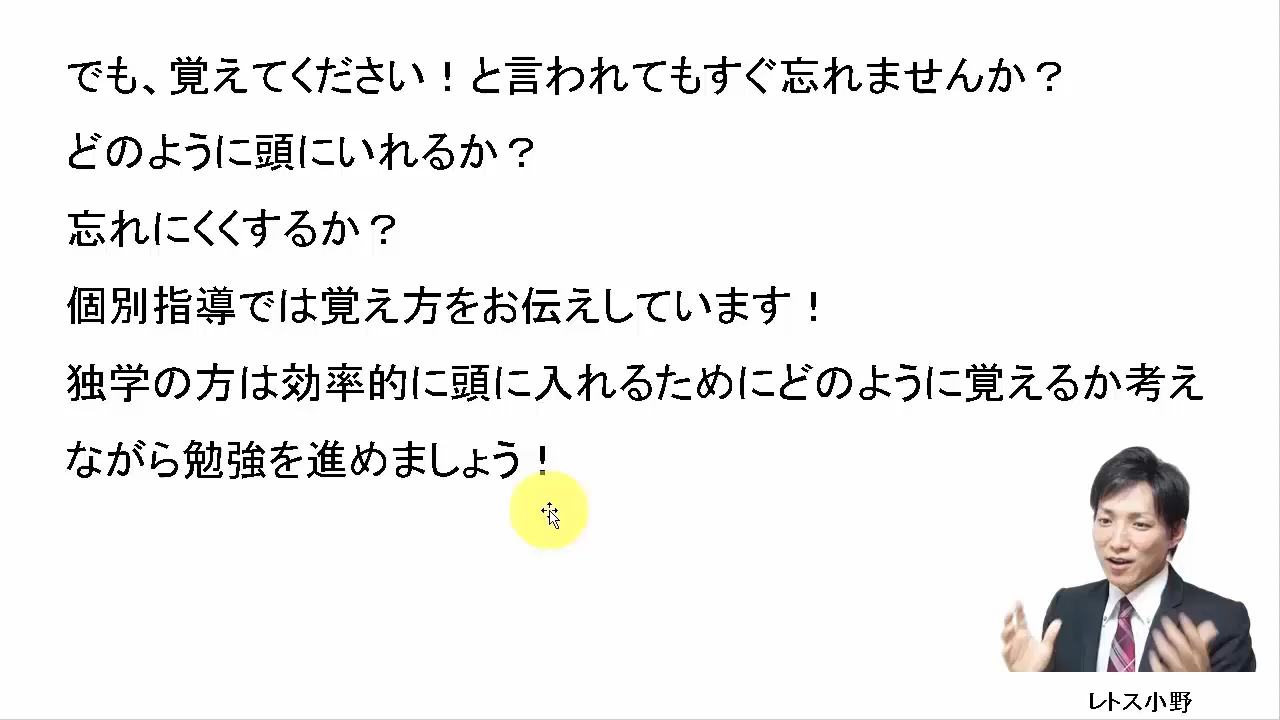 でも、覚えてください！と言われてもすぐ忘れませんか？
どのように頭にいれるか？
忘れにくくするか？
個別指導では覚え方をお伝えしています！
独学の方は効率的に頭に入れるためにどのように覚えるか考え
ながら勉強を進めましょう！
レトス小野